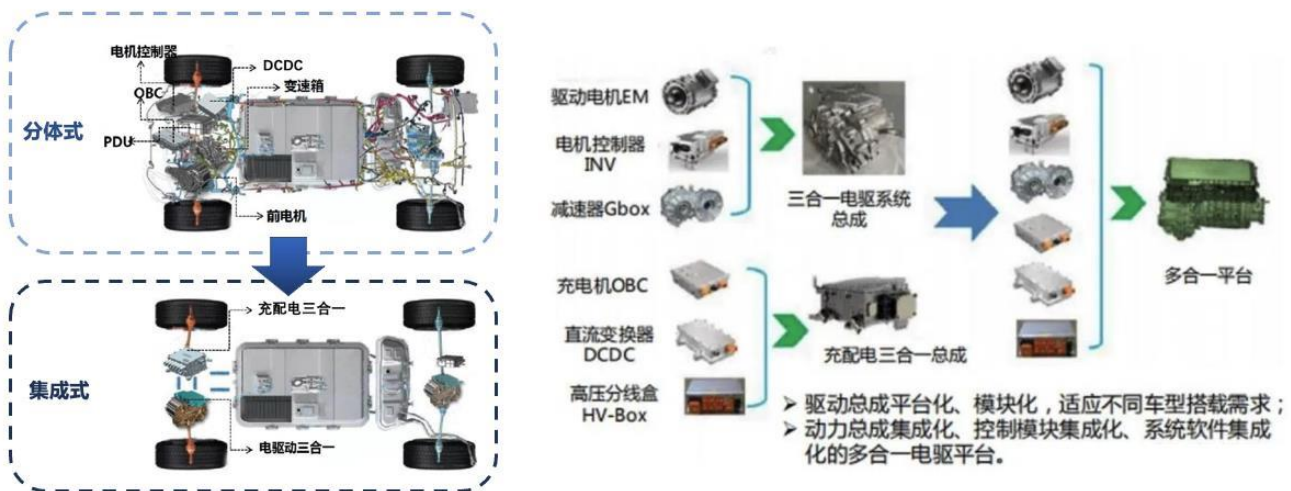 电机控制器
DCDC
OBC
变速箱
分体式
PDU
前电机
充配电三合一
集成式
电驱动三合一
驱动电机EM
电机控制器
INV
减速器Gbox
三合一电驱系统
总成
充电机OBC
直流变换器
DCDC
高压分线盒
HV-Box
充配电三合一总成
多合一平台
➢ 驱动总成平台化、模块化，适应不同车型搭载需求；
➢ 动力总成集成化、控制模块集成化、系统软件集成
化的多合一电驱平台。